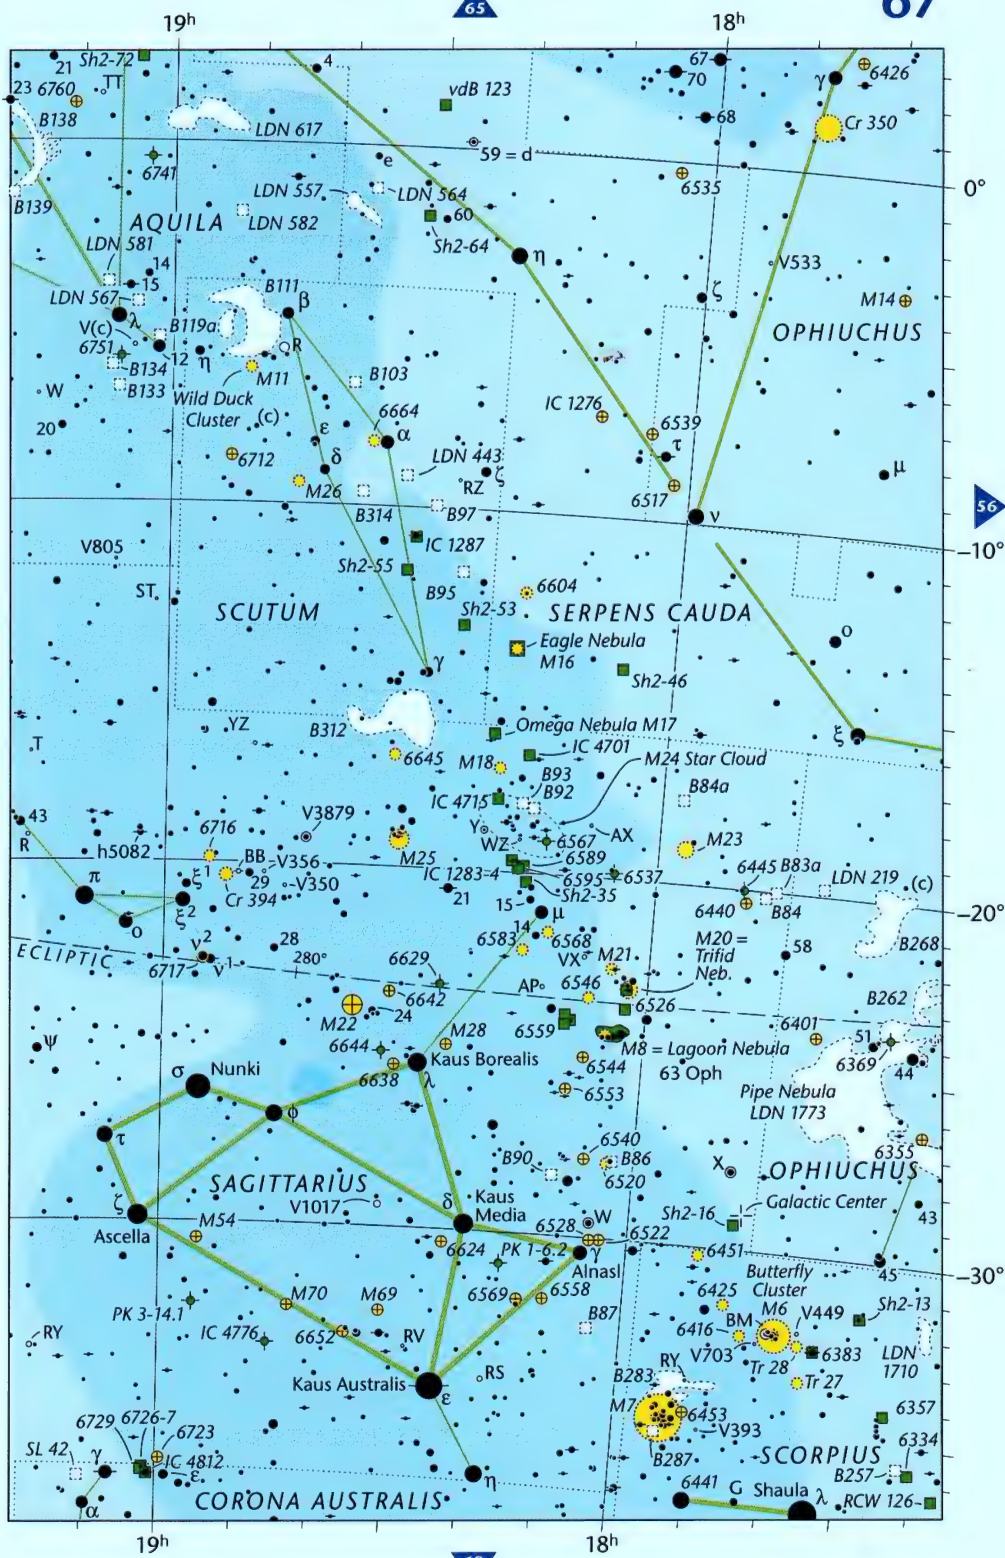 65
67
19h
18h
Sh2-72
21
TT
4
67
70
γ
6426
23
6760
vdB 123
68
Cr 350
B138
LDN 617
59 = d
6741
e
6535
0°
LDN 557
LDN 564
B139
AQUILA
LDN 582
60
Sh2-64
LDN 581
14
15
η
V533
ζ
M14
LDN 567
B111
β
λ
OPHIUCHUS
V(c)
B119a
R
6751
12
η
B134
B133
M11
B103
W
Wild Duck
Cluster
(c)
6664
IC 1276
6539
20
ε
α
τ
δ
6712
LDN 443
ζ
μ
M26
RZ
6517
B314
B97
ν
56
V805
IC 1287
–10°
Sh2-55
ST
B95
6604
SCUTUM
Sh2-53
SERPENS CAUDA
Eagle Nebula
M16
ο
γ
Sh2-46
B312
Omega Nebula M17
YZ
ξ
T
IC 4701
6645
M18
M24 Star Cloud
B93
B92
B84a
43
IC 4715
R
V3879
Y
AX
6716
WZ
6567
M23
h5082
BB
V356
M25
6589
6445
B83a
LDN 219
ξ1
29
IC 1283-4
6595
6537
(c)
π
Cr 394
V350
21
Sh2-35
6440
B84
–20°
ξ2
15
μ
ο
14
ν2
28
6583
6568
M20 =
Trifid
Neb.
58
B268
ECLIPTIC
VX
M21
6717
ν1
280°
6629
AP
6546
6526
B262
6642
M22
24
6559
6401
51
ψ
6644
M28
6369
Kaus Borealis
M8 = Lagoon Nebula
44
6638
λ
6544
63 Oph
σ
Nunki
6553
Pipe Nebula
LDN 1773
φ
τ
6540
6355
B90
B86
X
OPHIUCHUS
SAGITTARIUS
6520
V1017
δ
Kaus
Media
Galactic Center
ζ
W
Sh2-16
43
Ascella
M54
6528
6522
6624
PK 1-6.2
γ
6451
Alnasl
45
–30°
Butterfly
Cluster
PK 3-14.1
M70
M69
6569
6558
6425
M6
V449
Sh2-13
B87
BM
RY
IC 4776
6652
RV
6416
V703
6383
LDN
1710
Tr 28
RS
RY
B283
Tr 27
Kaus Australis
ε
M7
6453
6357
6729
6726-7
6723
V393
6334
SL 42
IC 4812
SCORPIUS
γ
ε
B287
B257
η
6441
G
Shaula
λ
RCW 126
α
CORONA AUSTRALIS
19h
18h